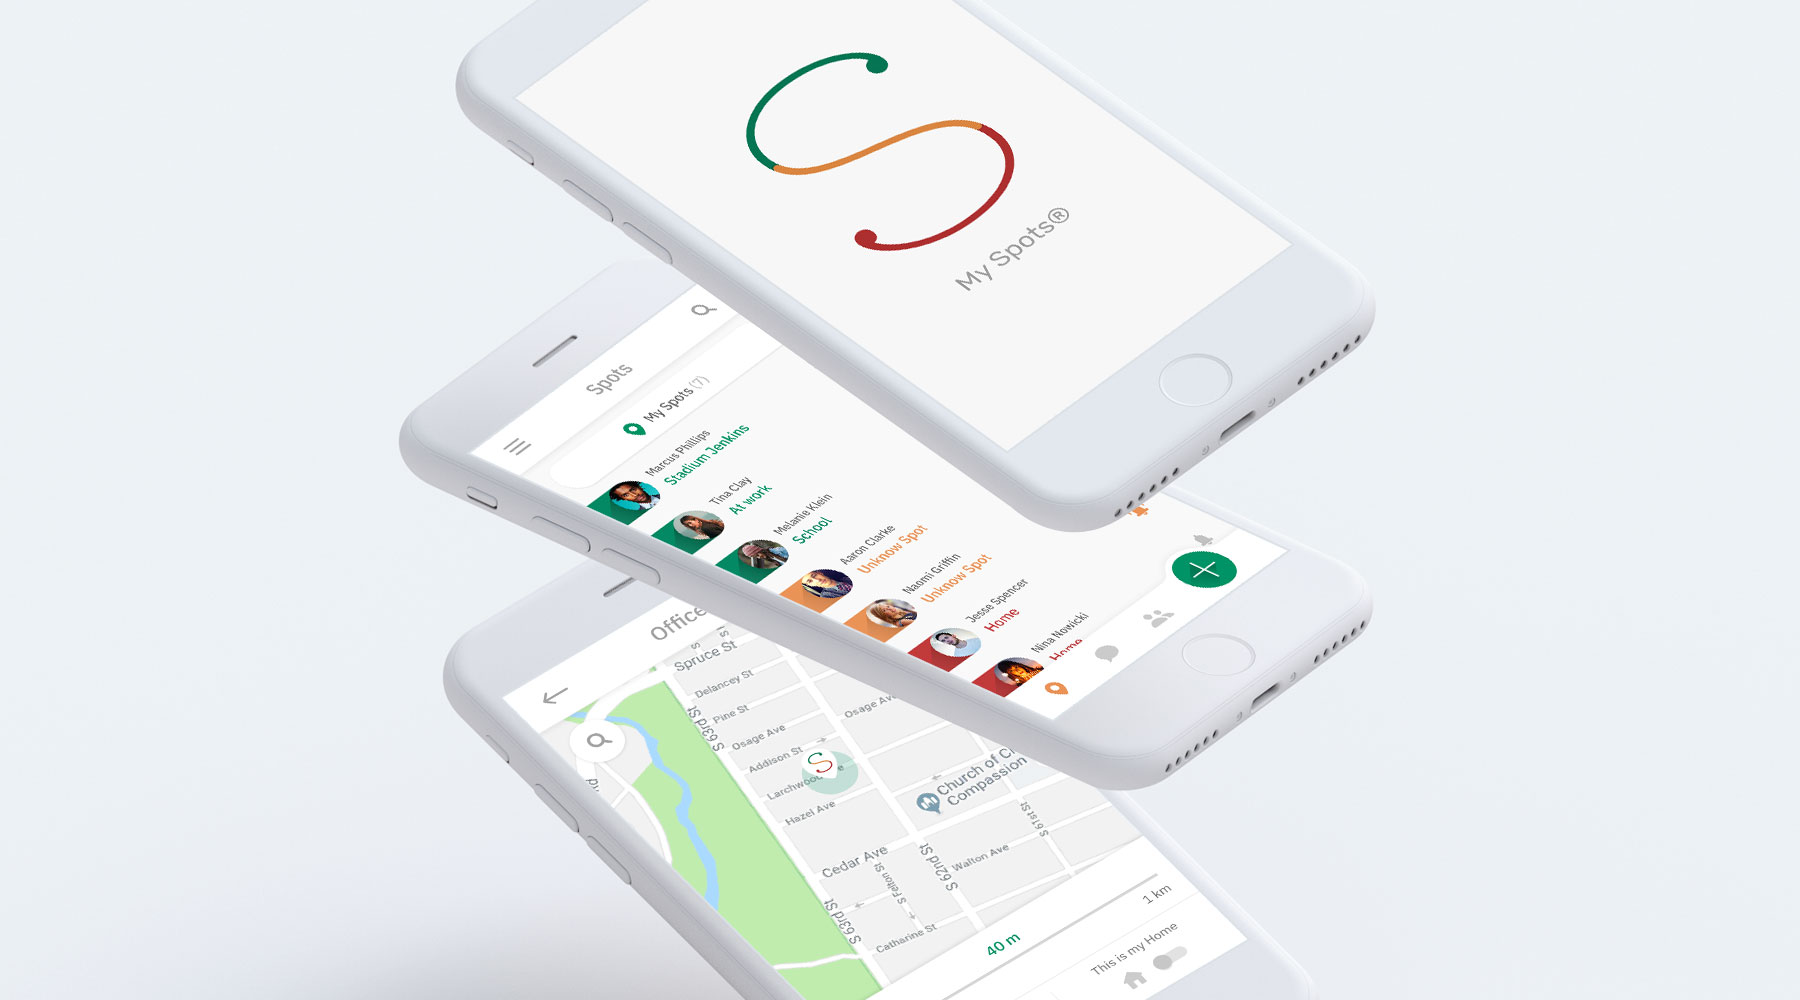 My Spots®
Spots
My Spots (7)
Marcus Phillips
Stadium Jenkins
Tina Clay
At work
Melanie Klein
School
Aaron Clarke
Unknow Spot
Naomi Griffin
Unknow Spot
Jesse Spencer
Home
Nina Nowicki
Home
Office
Spruce St
Delancey St
Pine St
Osage Ave
Addison St
Larchwood Ave
Hazel Ave
Cedar Ave
Catharine St
S 63rd St
S 63rd St
Osage Ave
Church of
Compassion
S 61st St
S 62nd St
Walton Ave
S Felton St
40 m
1 km
This is my Home